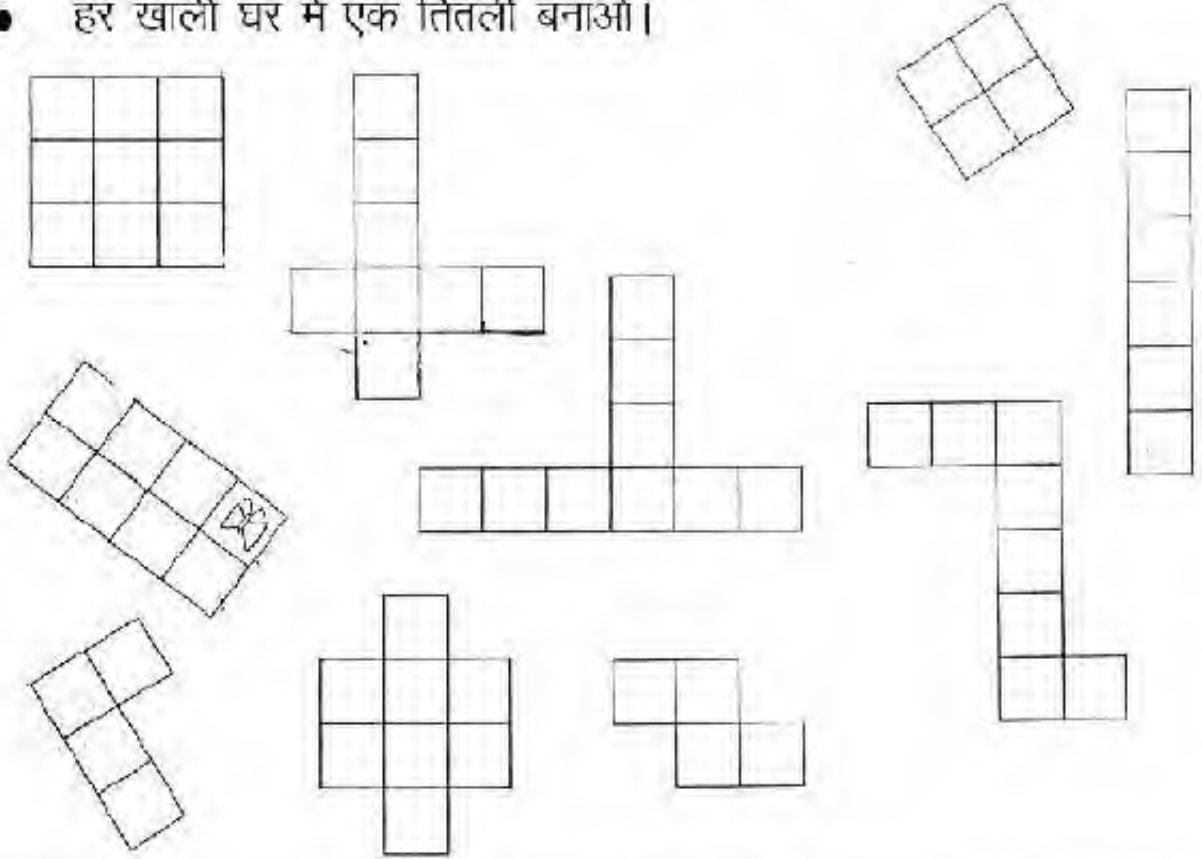 • हर खाली घर में एक तितली बनाओ।